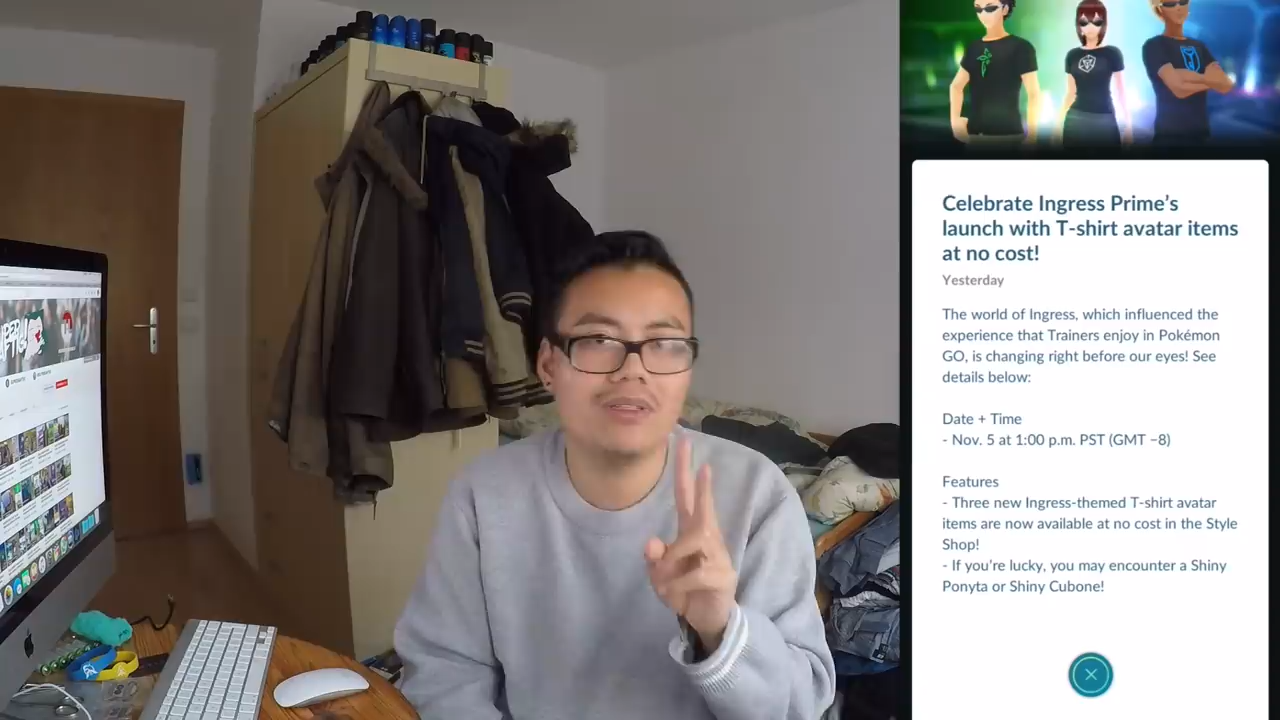 Celebrate Ingress Prime's
launch with T-shirt avatar items
at no cost!
Yesterday
The world of Ingress, which influenced the
experience that Trainers enjoy in Pokémon
GO, is changing right before our eyes! See
details below:
Date + Time
- Nov. 5 at 1:00 p.m. PST (GMT −8)
Features
- Three new Ingress-themed T-shirt avatar
items are now available at no cost in the Style
Shop!
- If you're lucky, you may encounter a Shiny
Ponyta or Shiny Cubone!